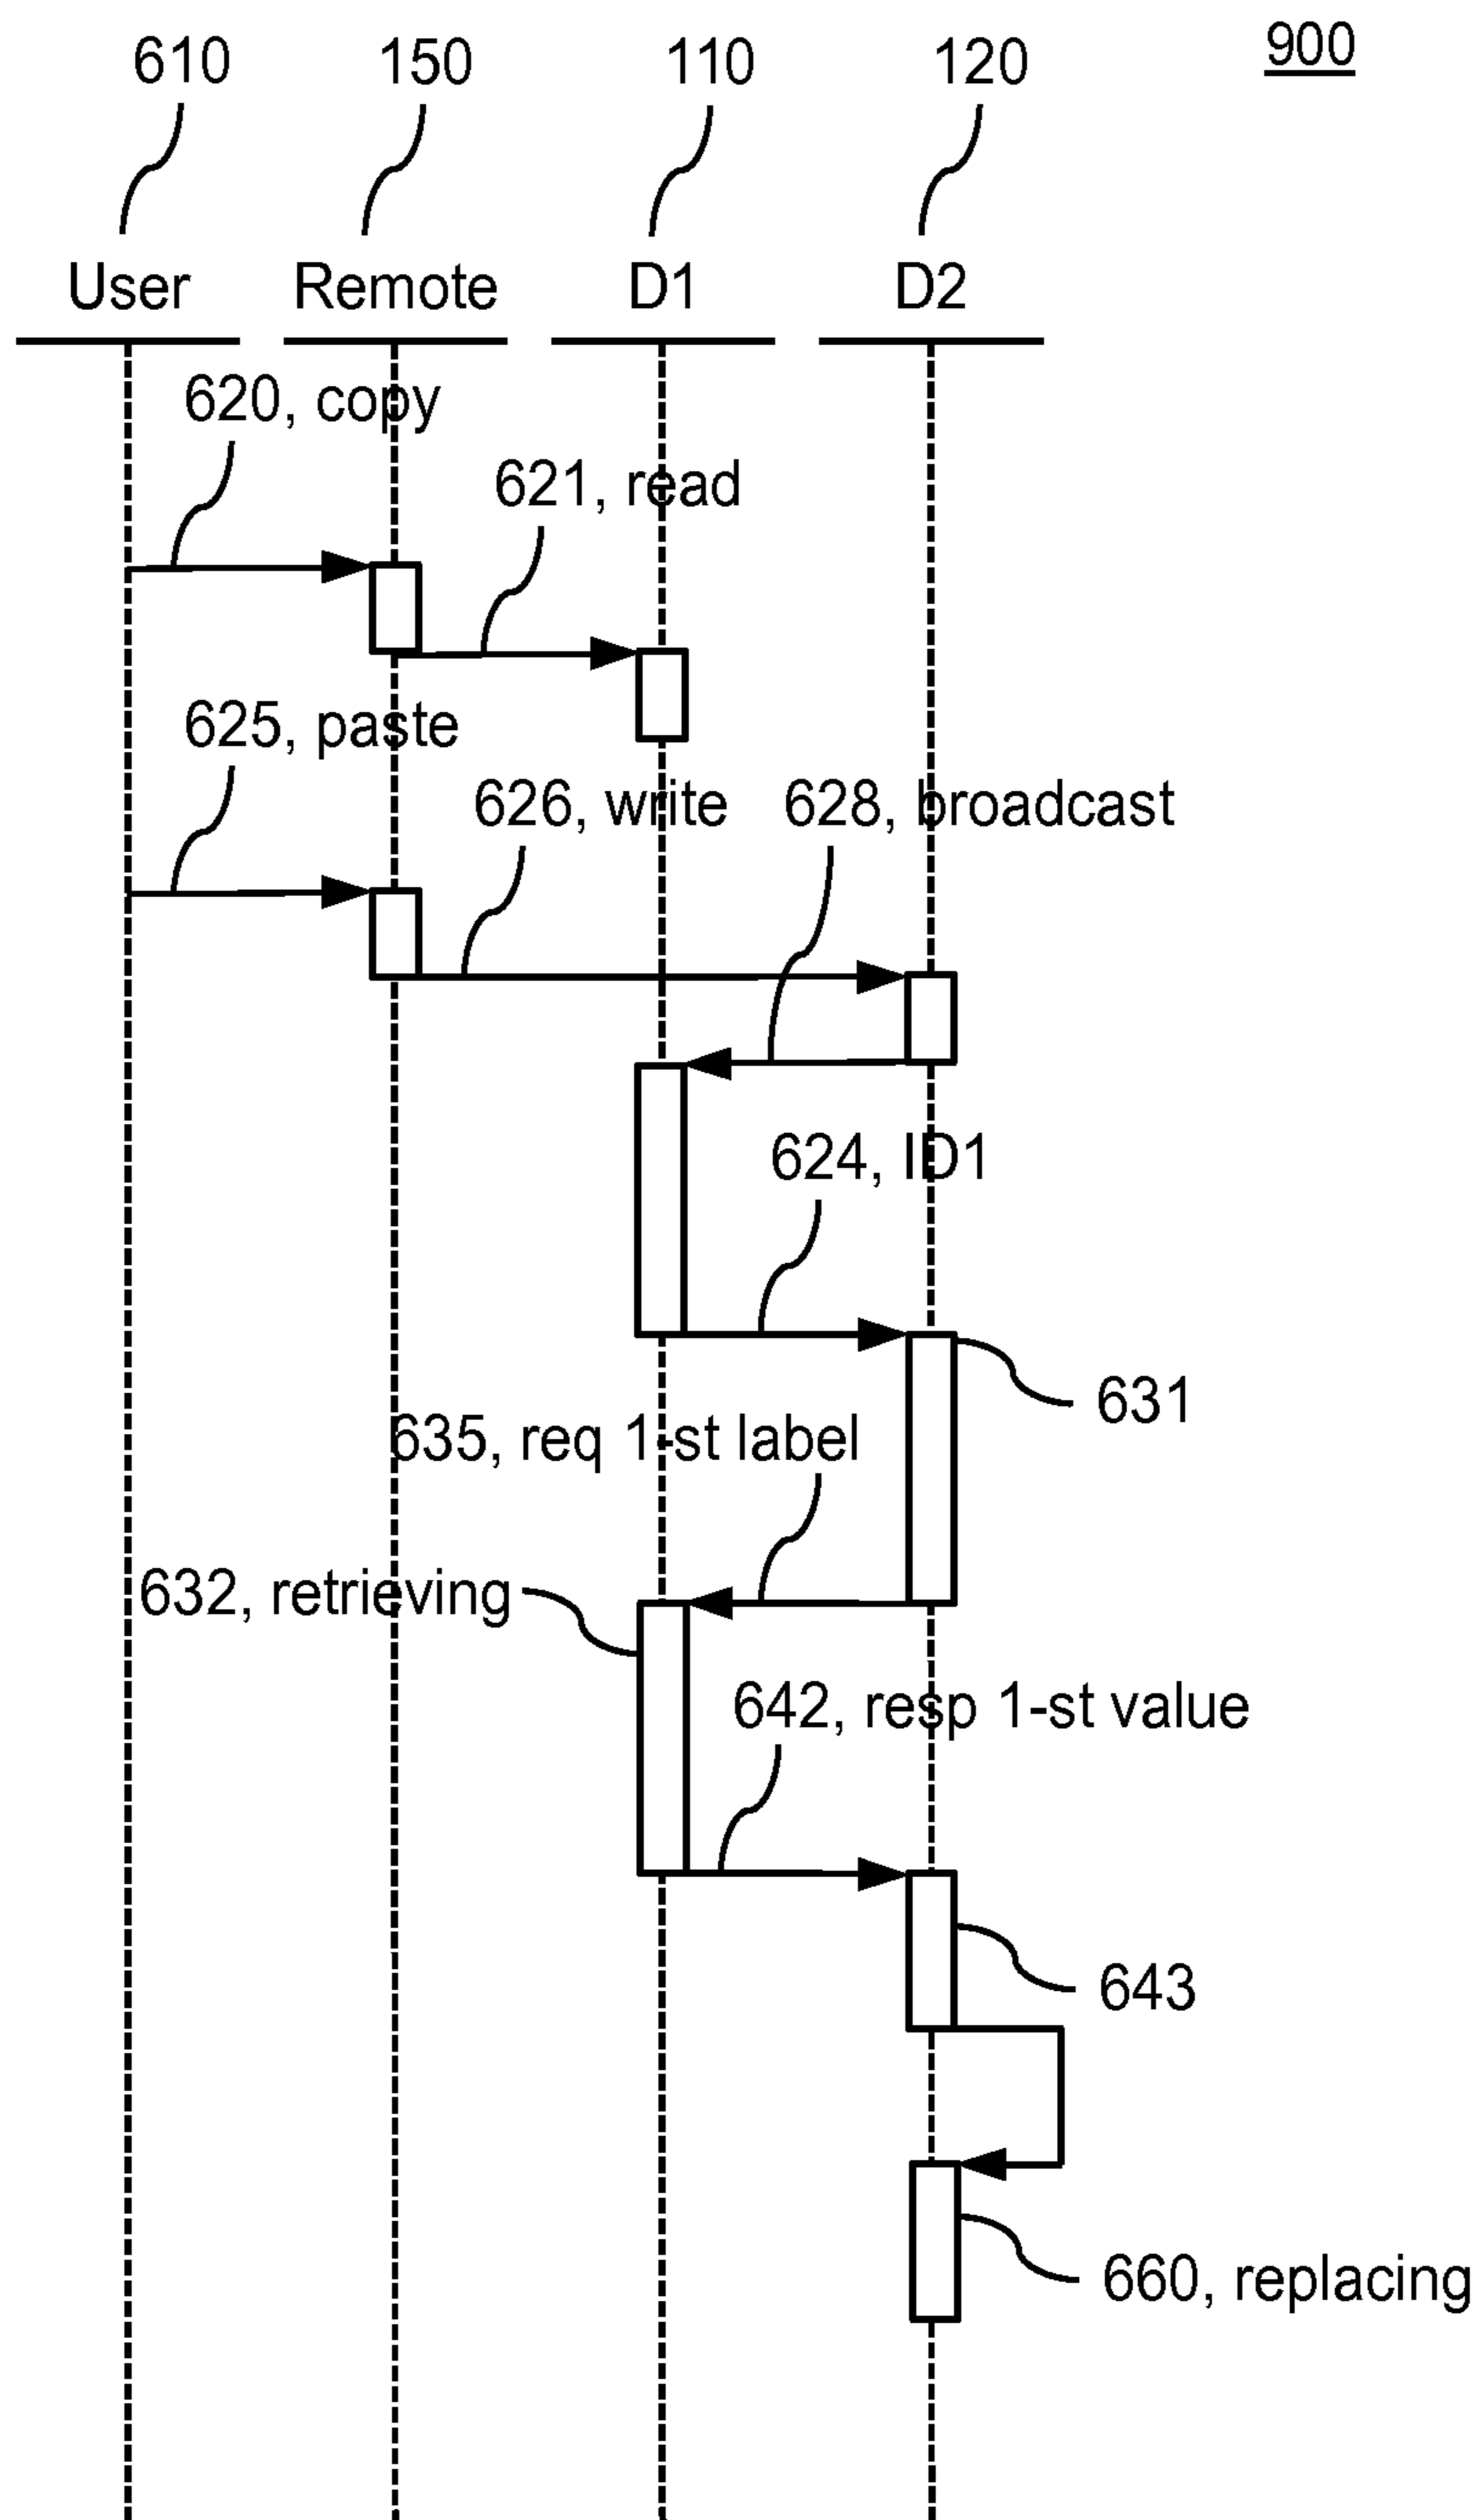 610 150 110 120 900
User Remote D1 D2
620, copy
621, read
625, paste
626, write 628, broadcast
624, ID1
631
635, req 1-st label
632, retrieving
642, resp 1-st value
643
660, replacing